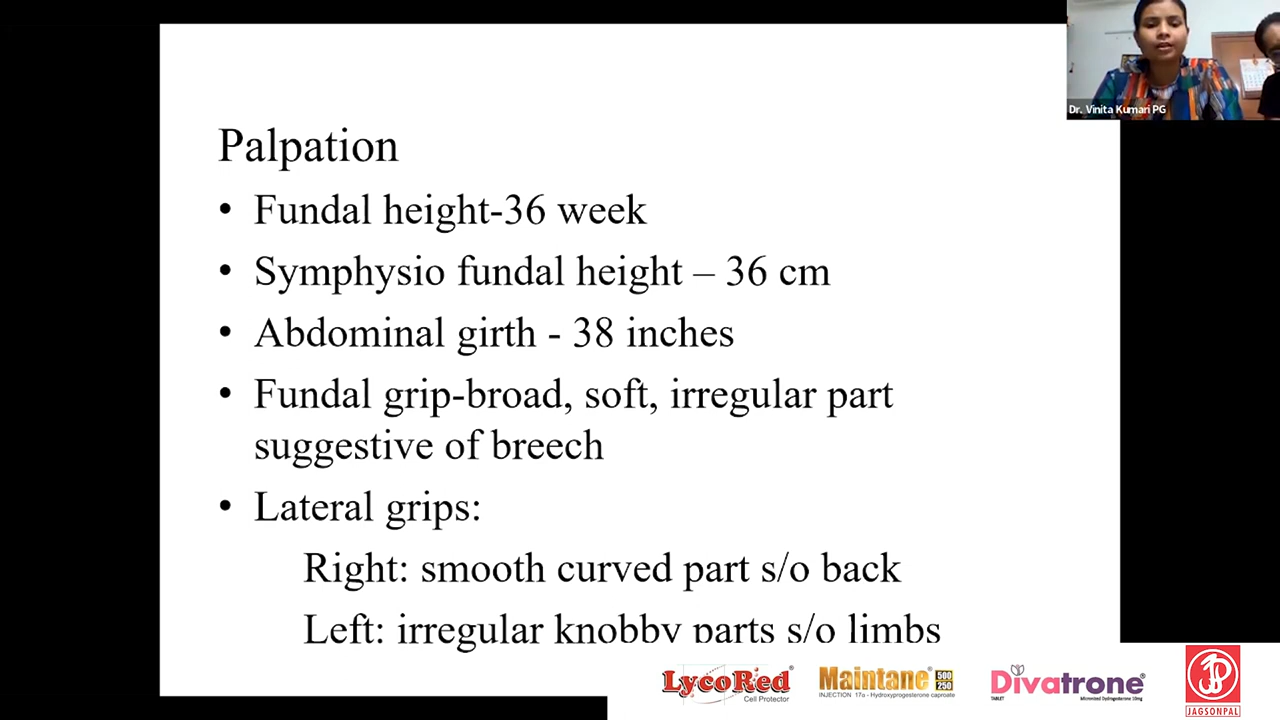 Dr. Vinita Kumari PG
Palpation
• Fundal height-36 week
• Symphysio fundal height – 36 cm
• Abdominal girth - 38 inches
• Fundal grip-broad, soft, irregular part
suggestive of breech
• Lateral grips:
Right: smooth curved part s/o back
Left: irregular knobby parts s/o limbs
LycoRed®
Cell Protector
Maintane® 500 250
INJECTION 17α - Hydroxyprogesterone caproate
Divatrone®
TABLET Micronised Dydrogesterone 10mg
JAGSONPAL